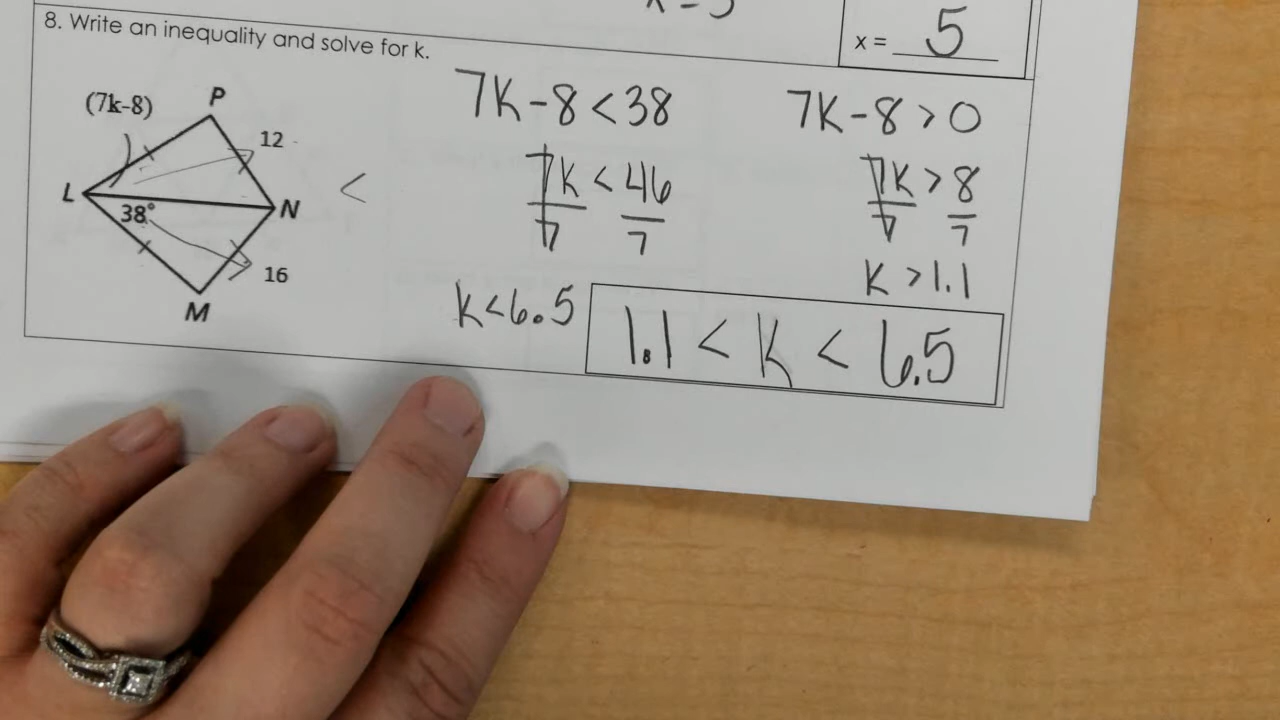 x = 5
8. Write an inequality and solve for k.
(7k-8)
P
12
L
38°
N
16
M
<
7K - 8 < 38
7K < 46
7 7
K < 6.5
7K - 8 > 0
7K > 8
7 7
K > 1.1
1.1 < K < 6.5